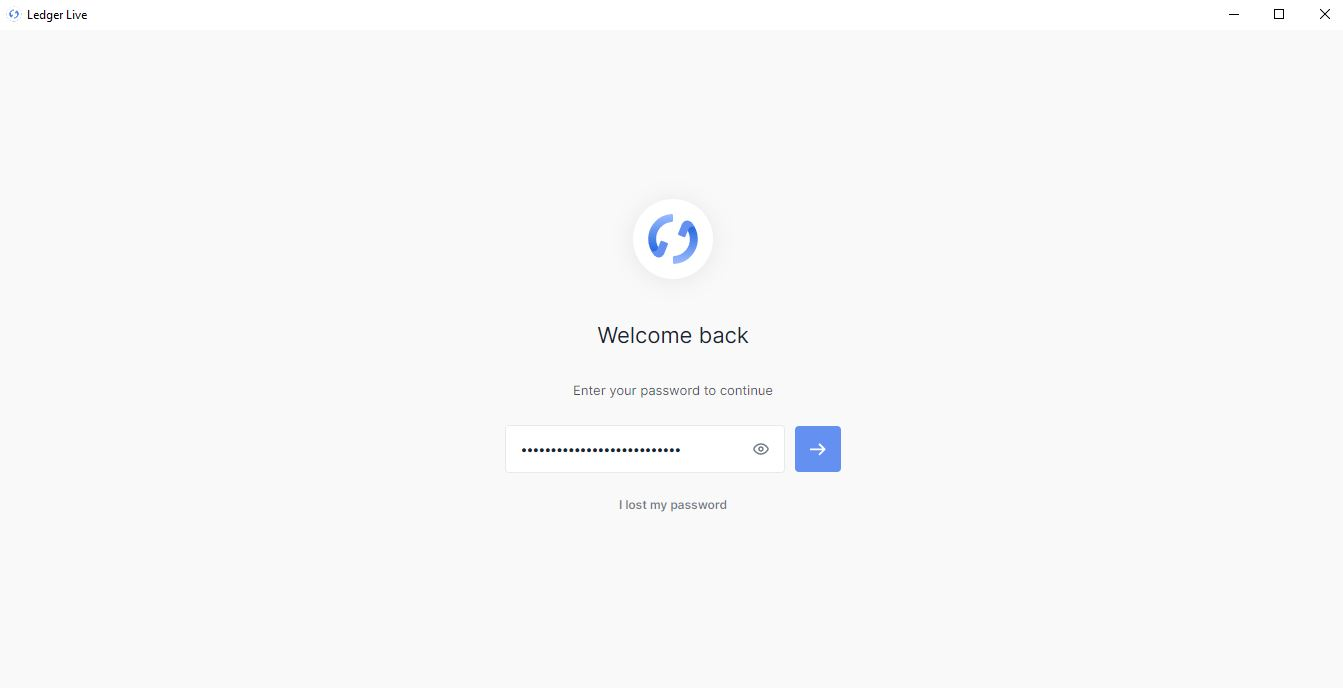 Ledger Live
Welcome back
Enter your password to continue
•••••••••••••••••••••••••••
I lost my password